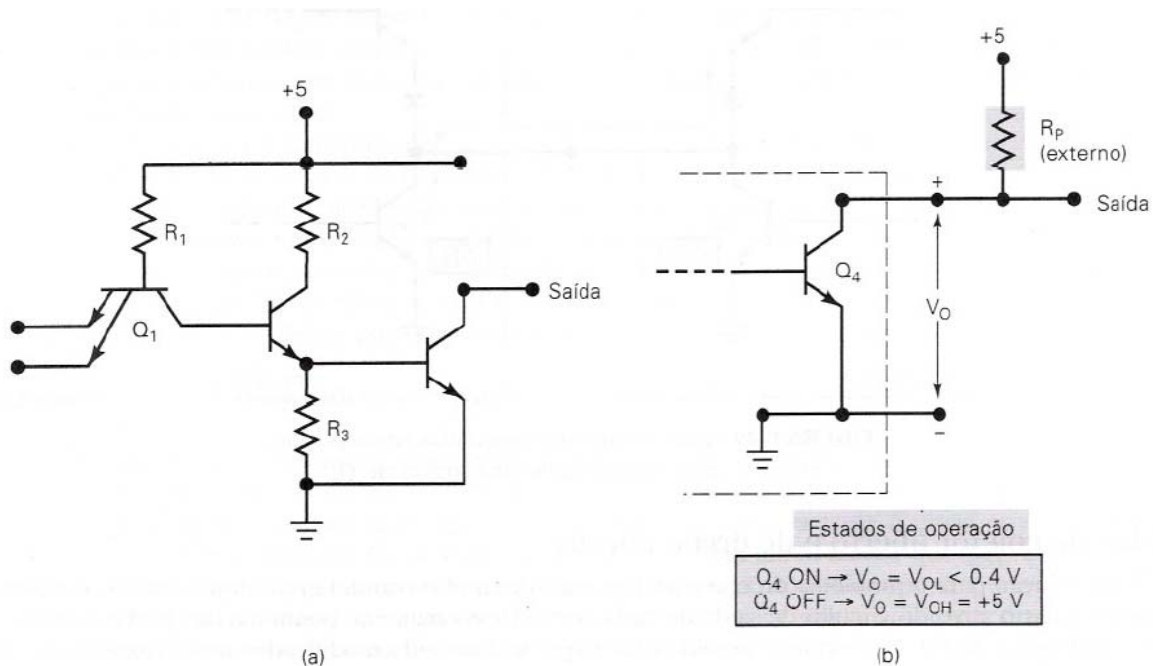 +5
R1
R2
Saída
Q1
R3
(a)
+5
RP
(externo)
+
Saída
Q4
VO
–
Estados de operação
Q4 ON → VO = VOL < 0.4 V
Q4 OFF → VO = VOH = +5 V
(b)